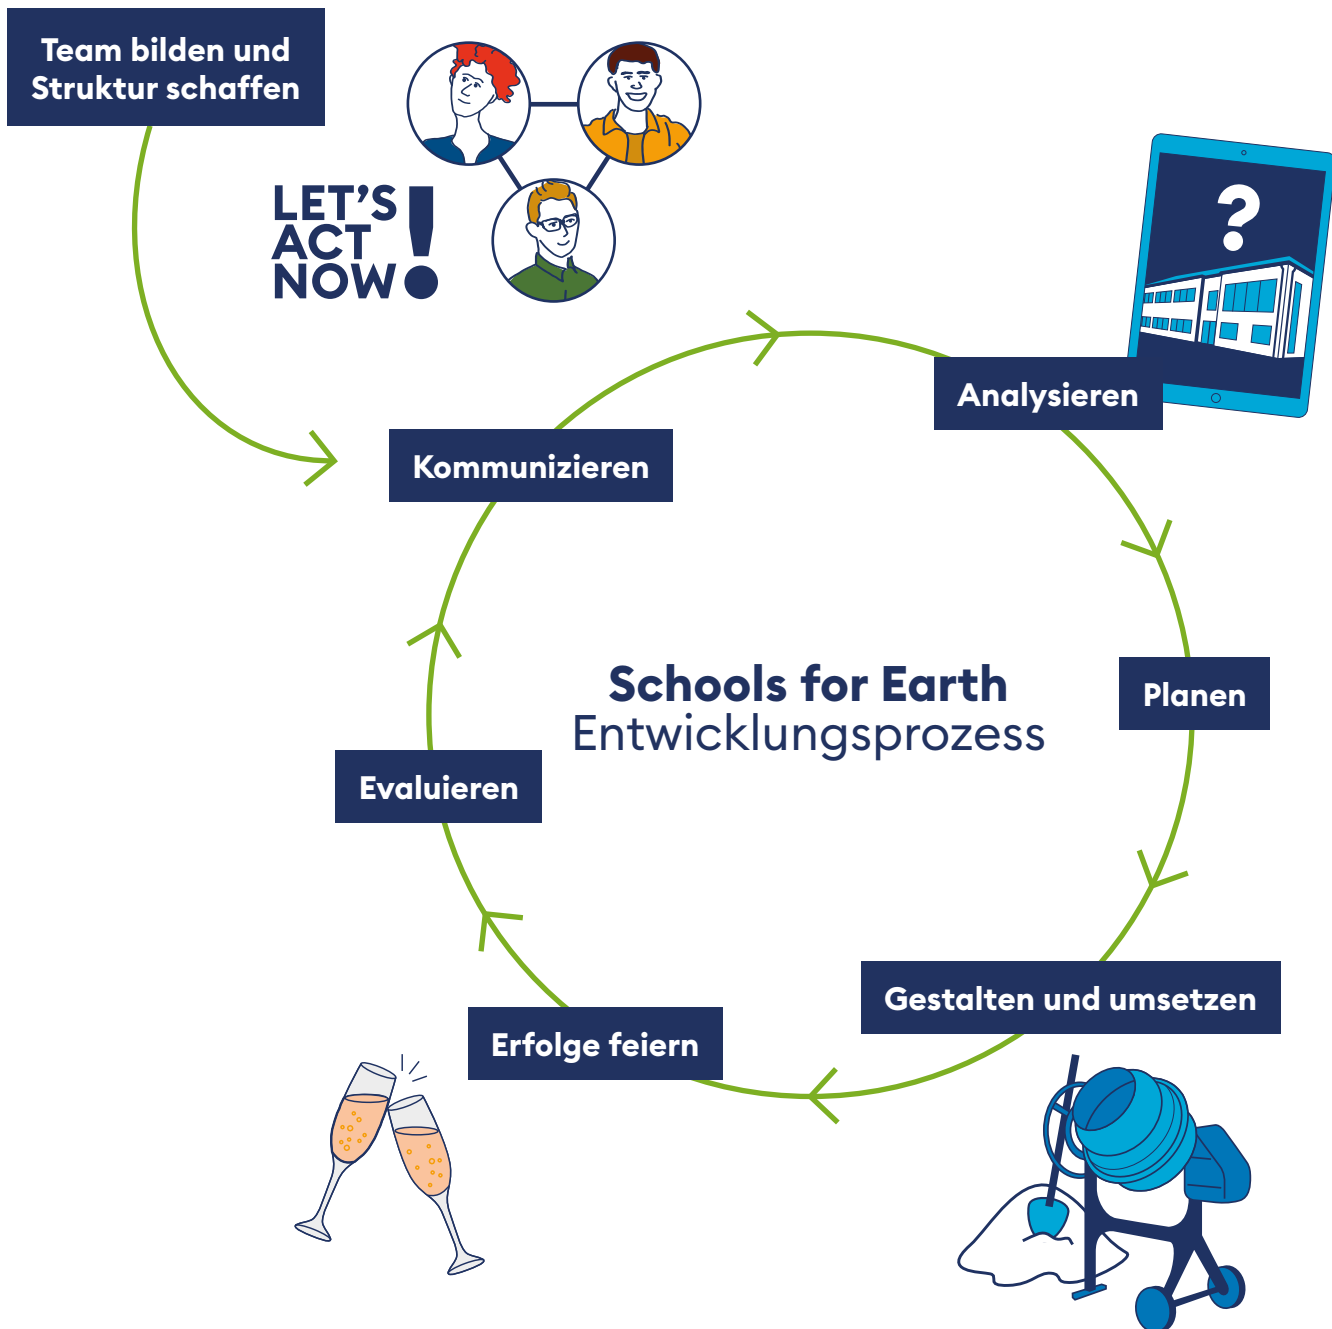 Team bilden und
Struktur schaffen
LET'S
ACT
NOW!
?
Analysieren
Kommunizieren
Schools for Earth
Entwicklungsprozess
Planen
Evaluieren
Gestalten und umsetzen
Erfolge feiern